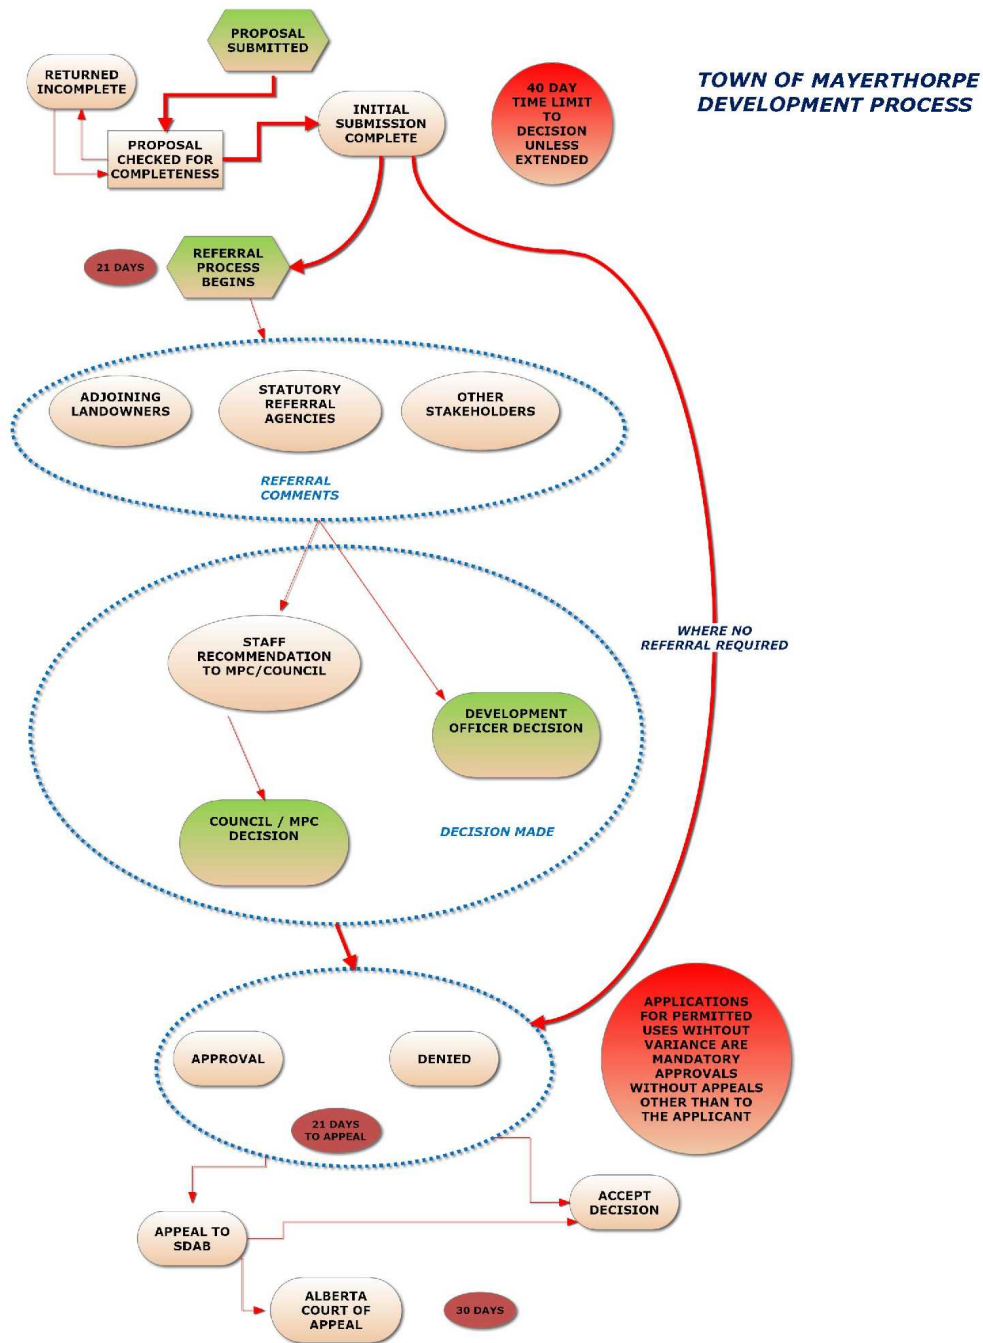 TOWN OF MAYERTHORPE
DEVELOPMENT PROCESS
PROPOSAL
SUBMITTED
RETURNED
INCOMPLETE
PROPOSAL
CHECKED FOR
COMPLETENESS
INITIAL
SUBMISSION
COMPLETE
40 DAY
TIME LIMIT
TO
DECISION
UNLESS
EXTENDED
21 DAYS
REFERRAL
PROCESS
BEGINS
ADJOINING
LANDOWNERS
STATUTORY
REFERRAL
AGENCIES
OTHER
STAKEHOLDERS
REFERRAL
COMMENTS
WHERE NO
REFERRAL REQUIRED
STAFF
RECOMMENDATION
TO MPC/COUNCIL
DEVELOPMENT
OFFICER DECISION
COUNCIL / MPC
DECISION
DECISION MADE
APPROVAL
DENIED
21 DAYS
TO APPEAL
APPLICATIONS
FOR PERMITTED
USES WIHTOUT
VARIANCE ARE
MANDATORY
APPROVALS
WITHOUT APPEALS
OTHER THAN TO
THE APPLICANT
ACCEPT
DECISION
APPEAL TO
SDAB
ALBERTA
COURT OF
APPEAL
30 DAYS